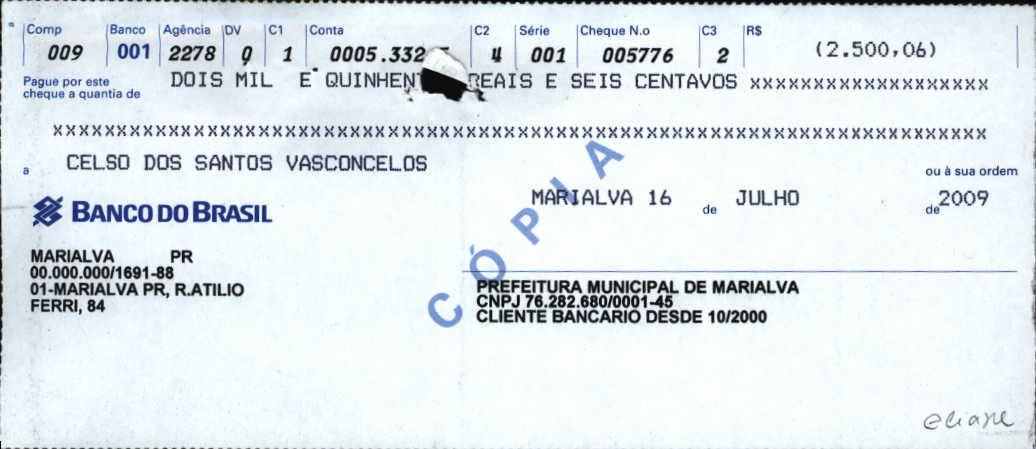 Comp Banco Agência DV C1 Conta C2 Série Cheque N.o C3 R$
009 001 2278 0 1 0005.332 4 001 005776 2 (2.500,06)
Pague por este
cheque a quantia de
DOIS MIL E QUINHEN REAIS E SEIS CENTAVOS xxxxxxxxxxxxxxxxxxx
xxxxxxxxxxxxxxxxxxxxxxxxxxxxxxxxxxxxxxxxxxxxxxxxxxxxxxxxxxxxxxxxxxxxxxxxxx
a CELSO DOS SANTOS VASCONCELOS ou à sua ordem
MARIALVA 16 de JULHO de 2009
BANCO DO BRASIL
CÓPIA
MARIALVA PR
00.000.000/1691-88
01-MARIALVA PR, R.ATILIO
FERRI, 84
PREFEITURA MUNICIPAL DE MARIALVA
CNPJ 76.282.680/0001-45
CLIENTE BANCARIO DESDE 10/2000
eliane